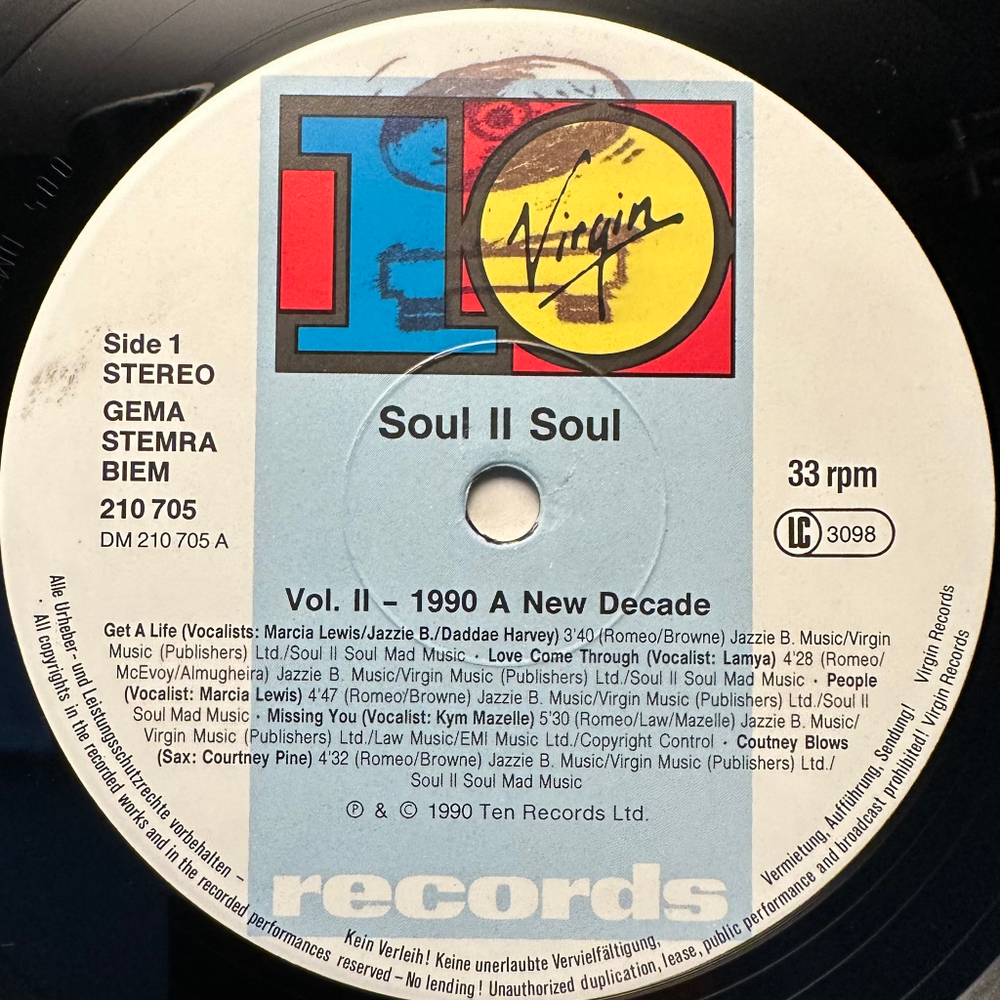 10
Virgin
Side 1
STEREO
GEMA
STEMRA
BIEM
210 705
DM 210 705 A
Soul II Soul
33 rpm
LC 3098
Vol. II – 1990 A New Decade
Get A Life (Vocalists: Marcia Lewis/Jazzie B./Daddae Harvey) 3'40 (Romeo/Browne) Jazzie B. Music/Virgin
Music (Publishers) Ltd./Soul II Soul Mad Music · Love Come Through (Vocalist: Lamya) 4'28 (Romeo/
McEvoy/Almugheira) Jazzie B. Music/Virgin Music (Publishers) Ltd./Soul II Soul Mad Music · People
(Vocalist: Marcia Lewis) 4'47 (Romeo/Browne) Jazzie B. Music/Virgin Music (Publishers) Ltd./Soul II
Soul Mad Music · Missing You (Vocalist: Kym Mazelle) 5'30 (Romeo/Law/Mazelle) Jazzie B. Music/
Virgin Music (Publishers) Ltd./Law Music/EMI Music Ltd./Copyright Control · Coutney Blows
(Sax: Courtney Pine) 4'32 (Romeo/Browne) Jazzie B. Music/Virgin Music (Publishers) Ltd./
Soul II Soul Mad Music
℗ & © 1990 Ten Records Ltd.
records
Alle Urheber- und Leistungsschutzrechte vorbehalten – Kein Verleih! Keine unerlaubte Vervielfältigung, Vermietung, Aufführung, Sendung! Virgin Records
· All copyrights in the recorded works and in the recorded performances reserved – No lending! Unauthorized duplication, lease, public performance and broadcast prohibited! Virgin Records